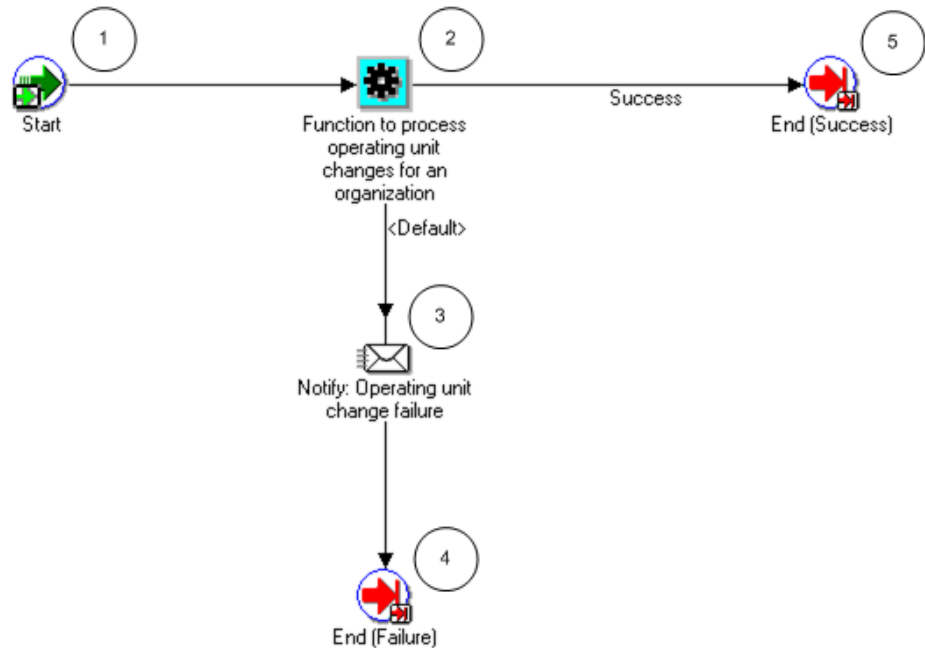 1
2
5
Start
Function to process
operating unit
changes for an
organization
Success
End (Success)
<Default>
3
Notify: Operating unit
change failure
4
End (Failure)